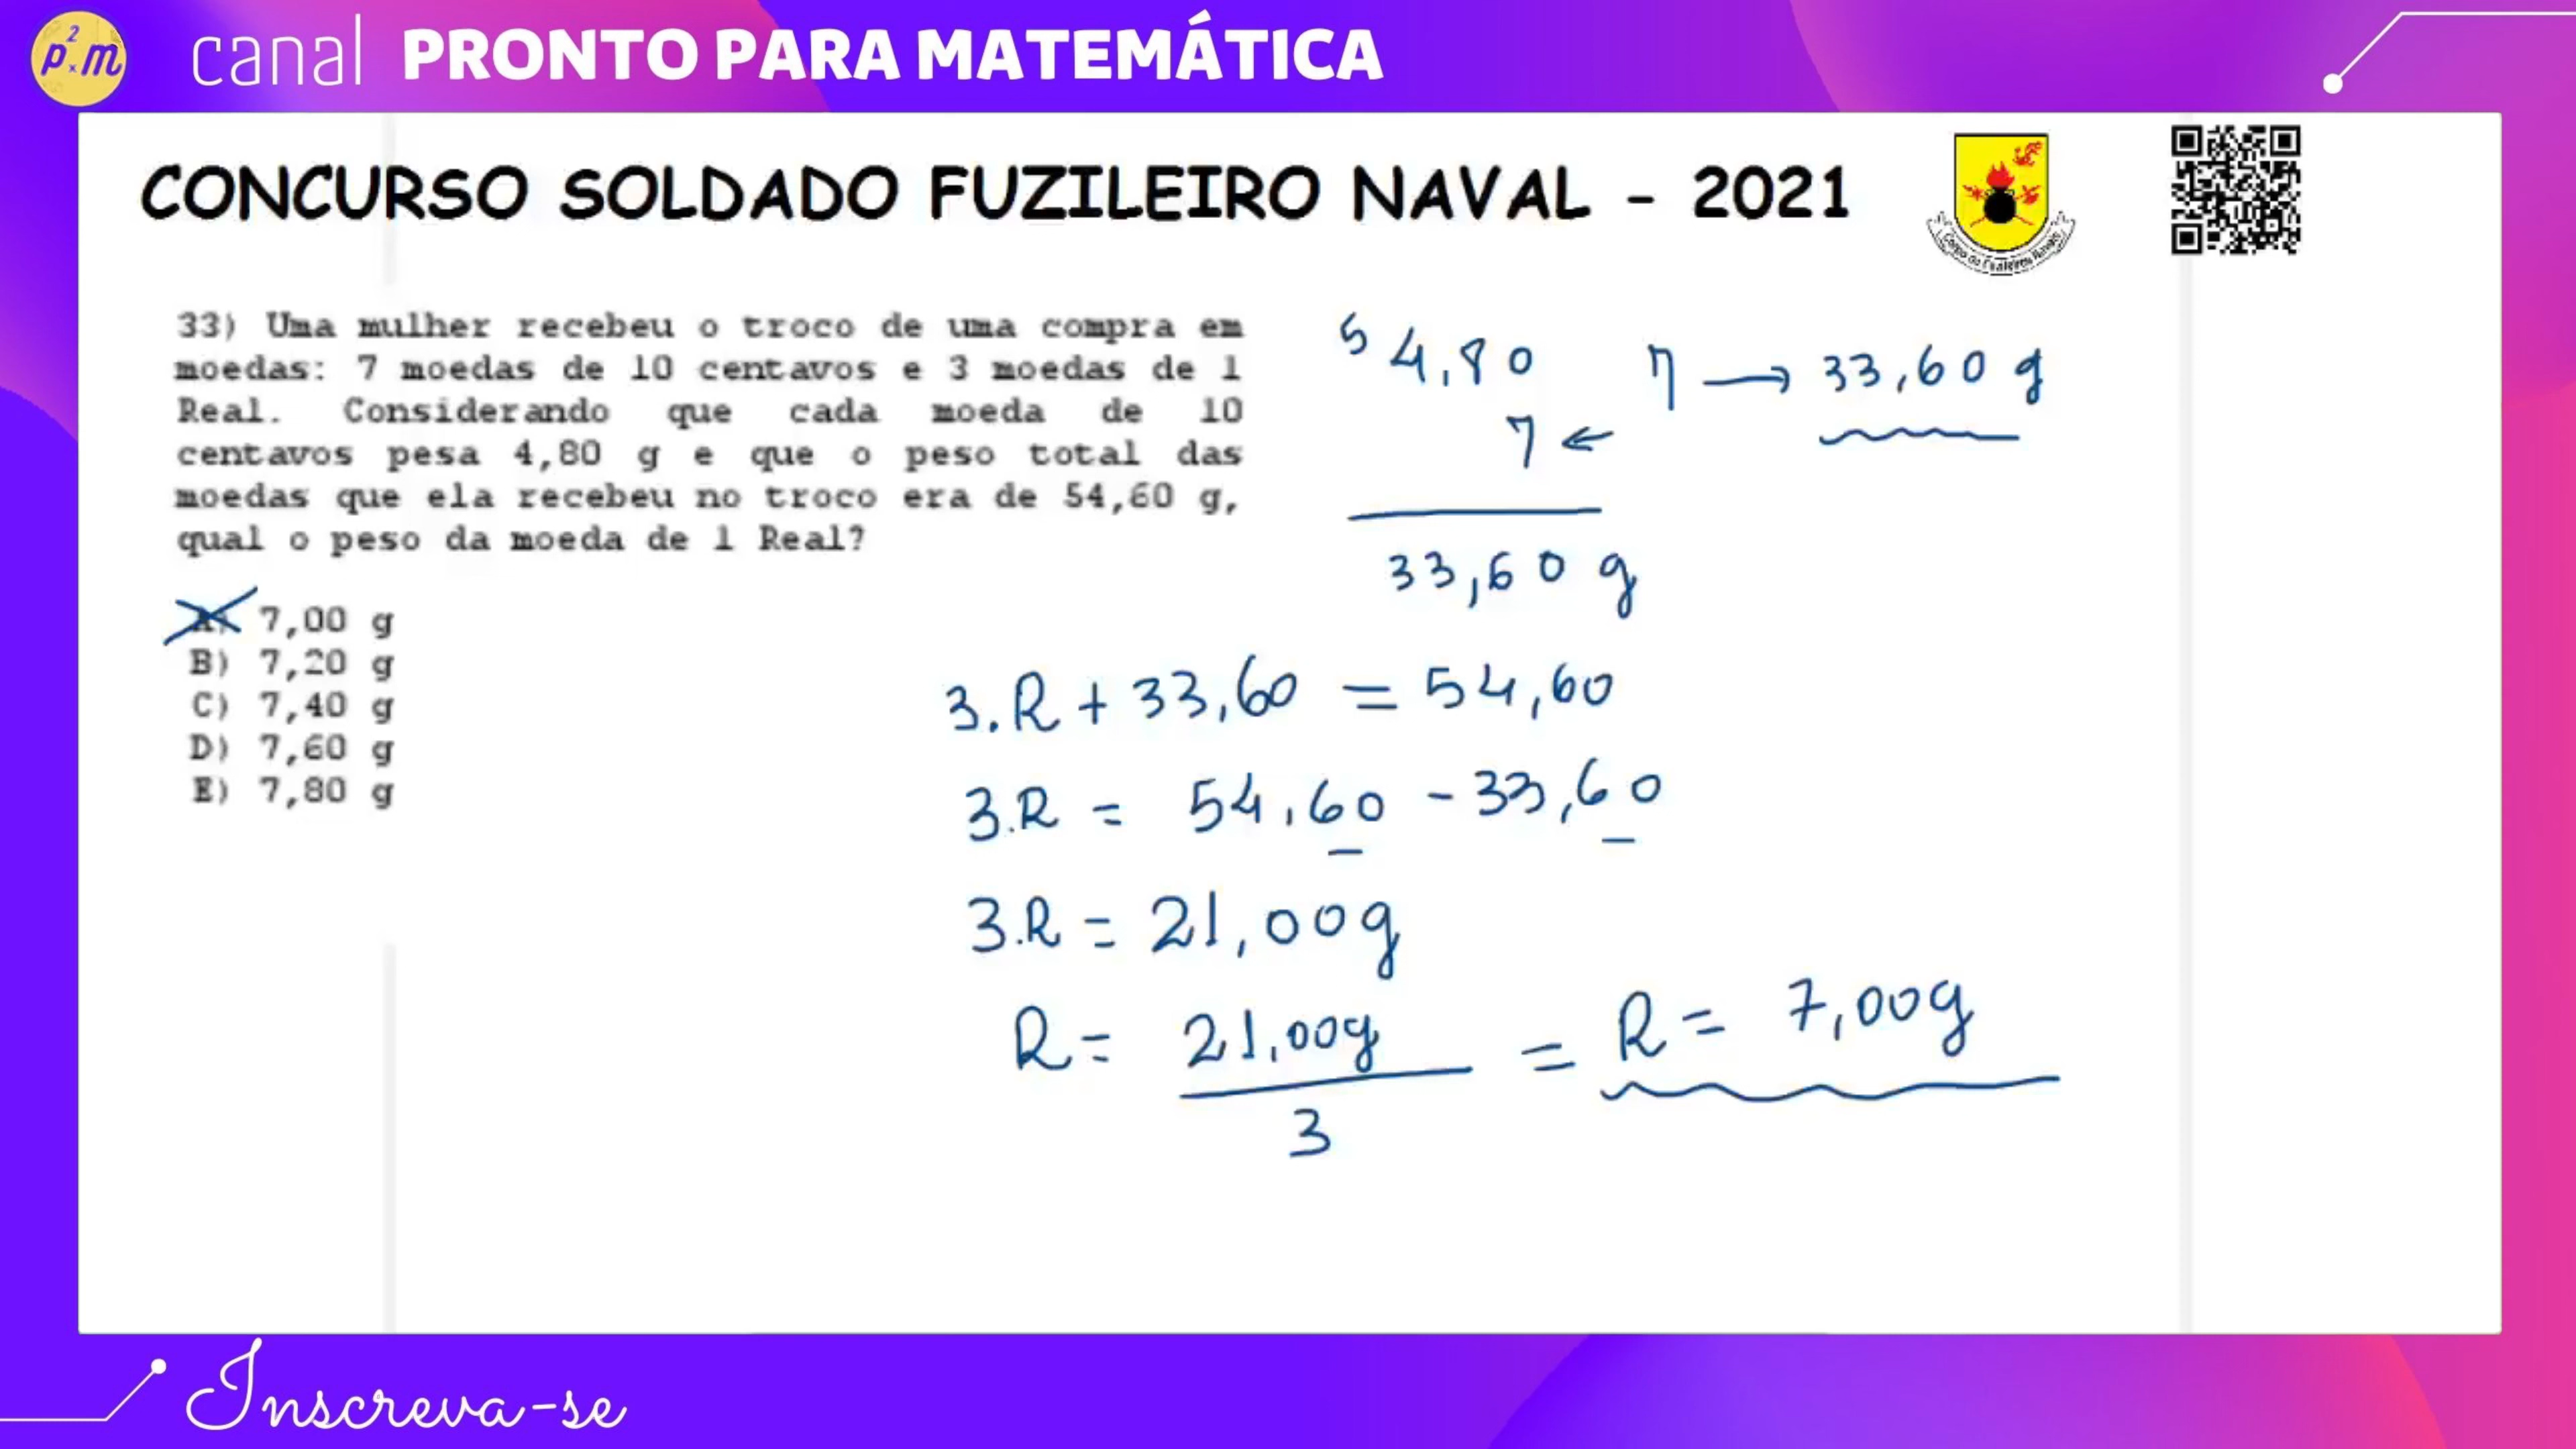 p²xm
canal PRONTO PARA MATEMÁTICA
CONCURSO SOLDADO FUZILEIRO NAVAL - 2021
Corpo de Fuzileiros Navais
33) Uma mulher recebeu o troco de uma compra em
moedas: 7 moedas de 10 centavos e 3 moedas de 1
Real. Considerando que cada moeda de 10
centavos pesa 4,80 g e que o peso total das
moedas que ela recebeu no troco era de 54,60 g,
qual o peso da moeda de 1 Real?
A) 7,00 g
B) 7,20 g
C) 7,40 g
D) 7,60 g
E) 7,80 g
5
4,80
7 ←
33,60 g
7 → 33,60 g
3.R + 33,60 = 54,60
3.R = 54,60 - 33,60
3.R = 21,00g
R = 21,00g = R = 7,00g
3
Inscreva-se